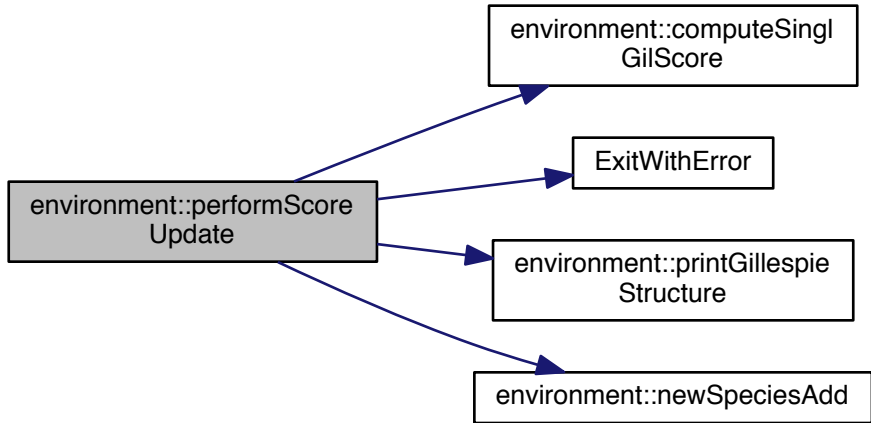 environment::computeSingl
GilScore
ExitWithError
environment::performScore
Update
environment::printGillespie
Structure
environment::newSpeciesAdd